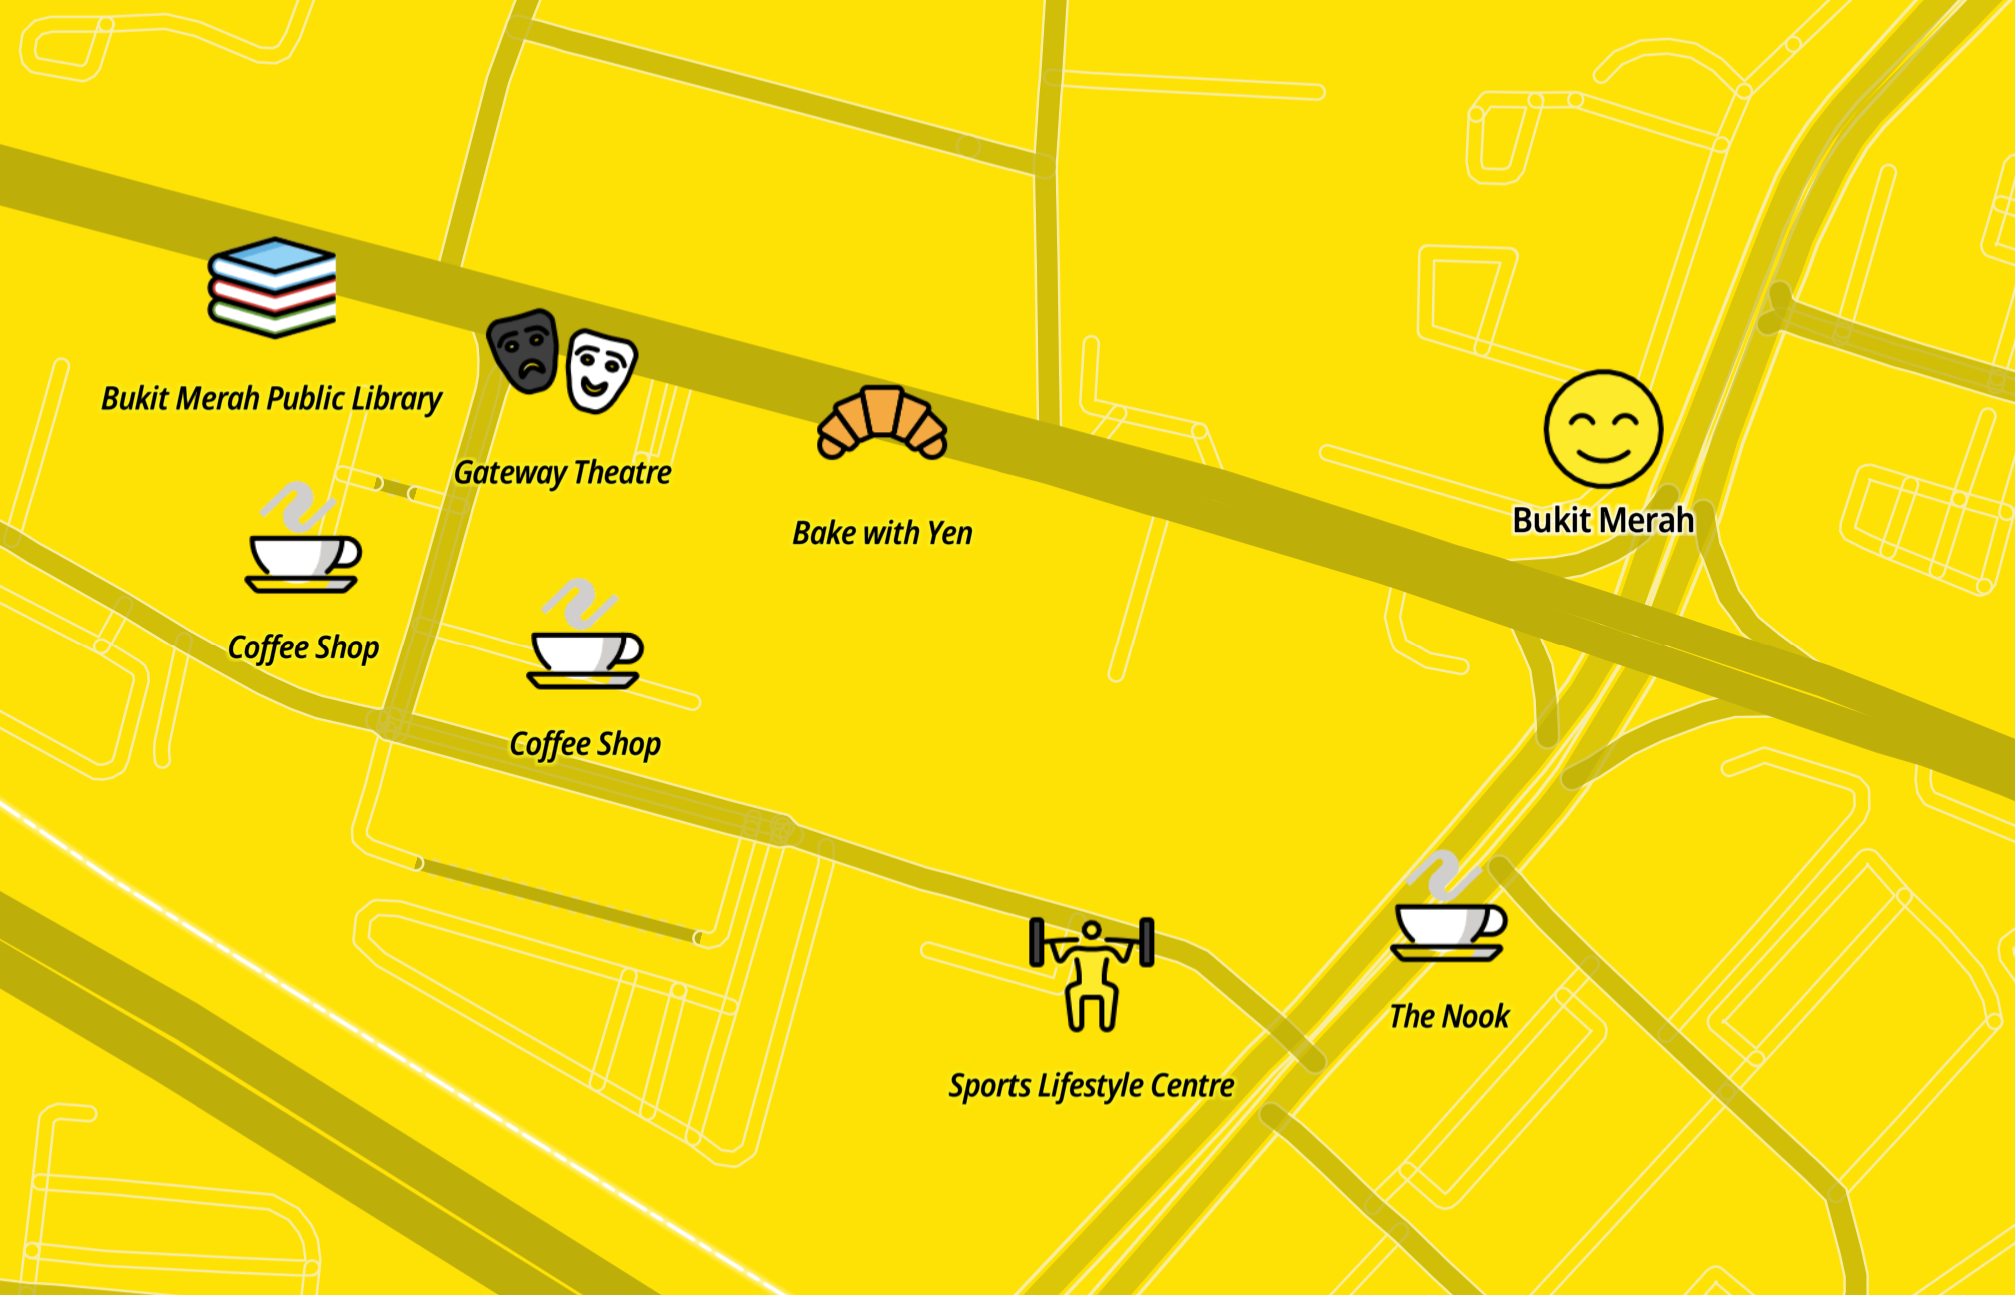 Bukit Merah Public Library
Gateway Theatre
Bake with Yen
Bukit Merah
Coffee Shop
Coffee Shop
The Nook
Sports Lifestyle Centre